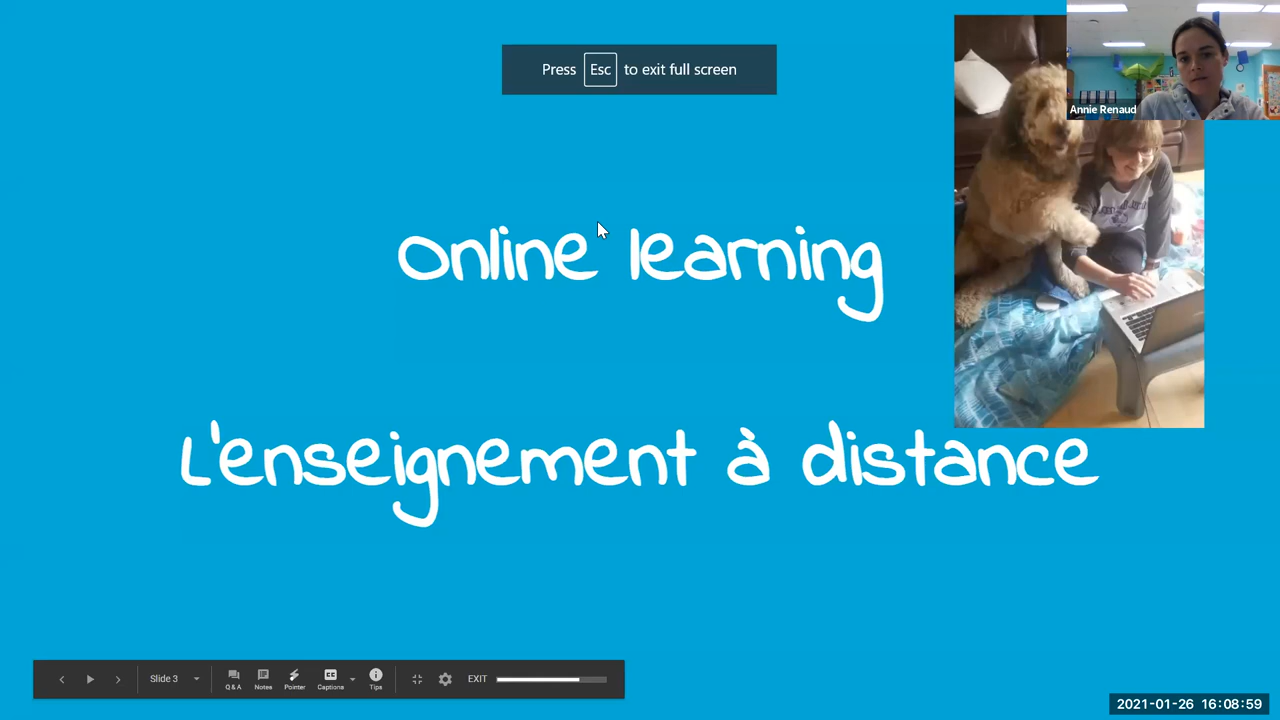 Press Esc to exit full screen
Annie Renaud
Online learning
L'enseignement à distance
Slide 3
EXIT
Q & A Notes Pointer Captions Tips
2021-01-26 16:08:59